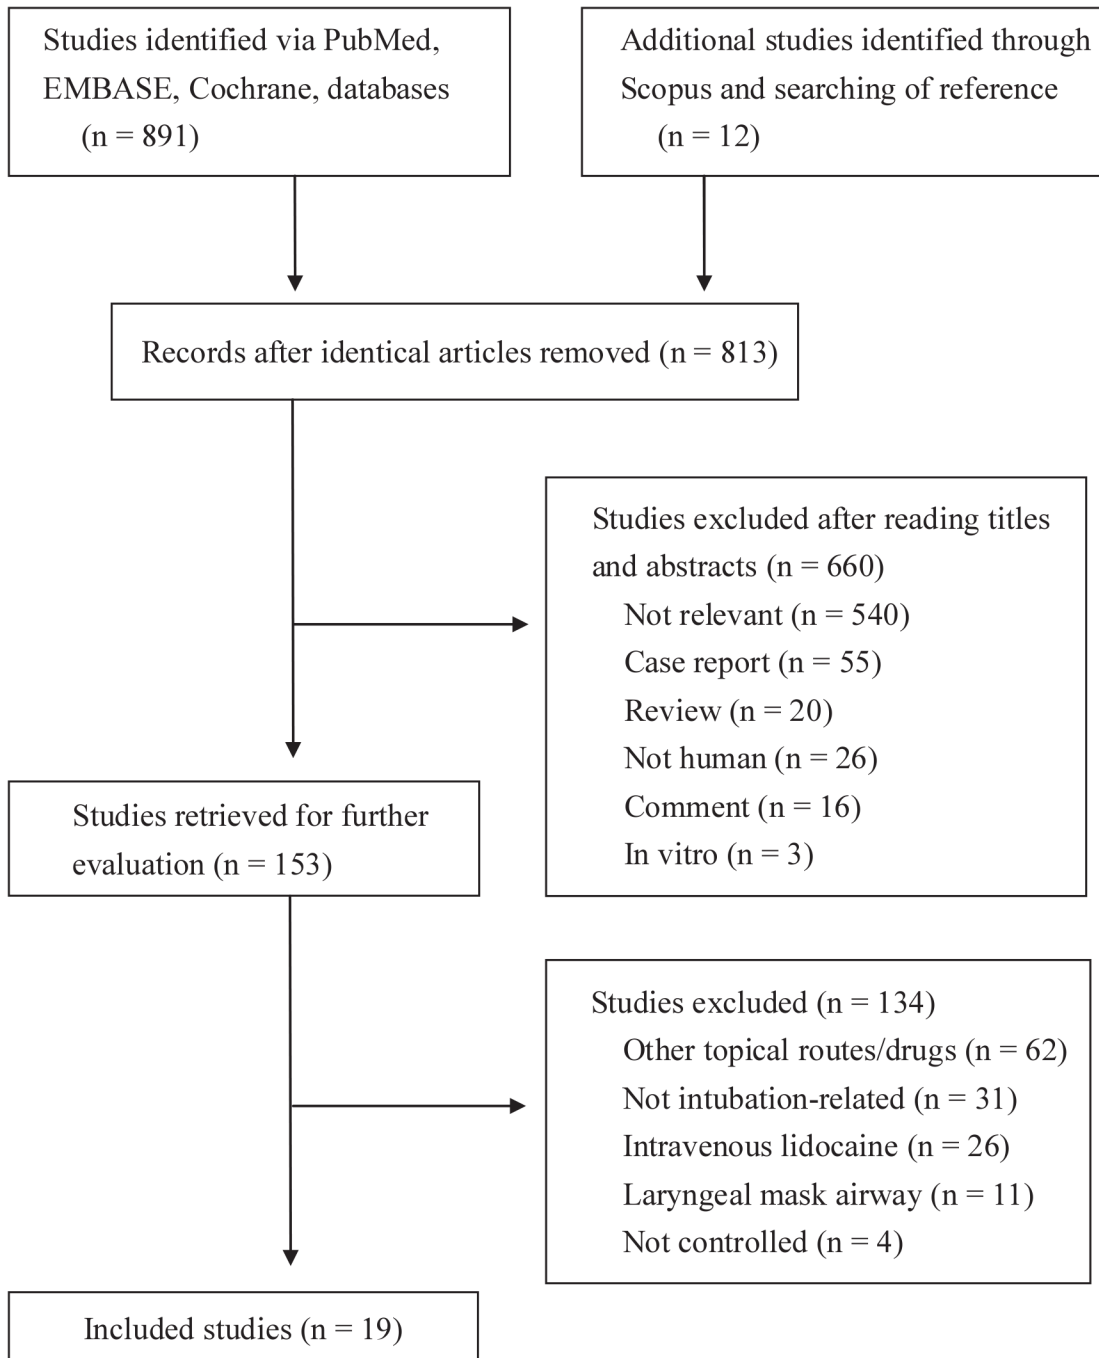 Studies identified via PubMed,
EMBASE, Cochrane, databases
(n = 891)
Additional studies identified through
Scopus and searching of reference
(n = 12)
Records after identical articles removed (n = 813)
Studies excluded after reading titles
and abstracts (n = 660)
Not relevant (n = 540)
Case report (n = 55)
Review (n = 20)
Not human (n = 26)
Comment (n = 16)
In vitro (n = 3)
Studies retrieved for further
evaluation (n = 153)
Studies excluded (n = 134)
Other topical routes/drugs (n = 62)
Not intubation-related (n = 31)
Intravenous lidocaine (n = 26)
Laryngeal mask airway (n = 11)
Not controlled (n = 4)
Included studies (n = 19)